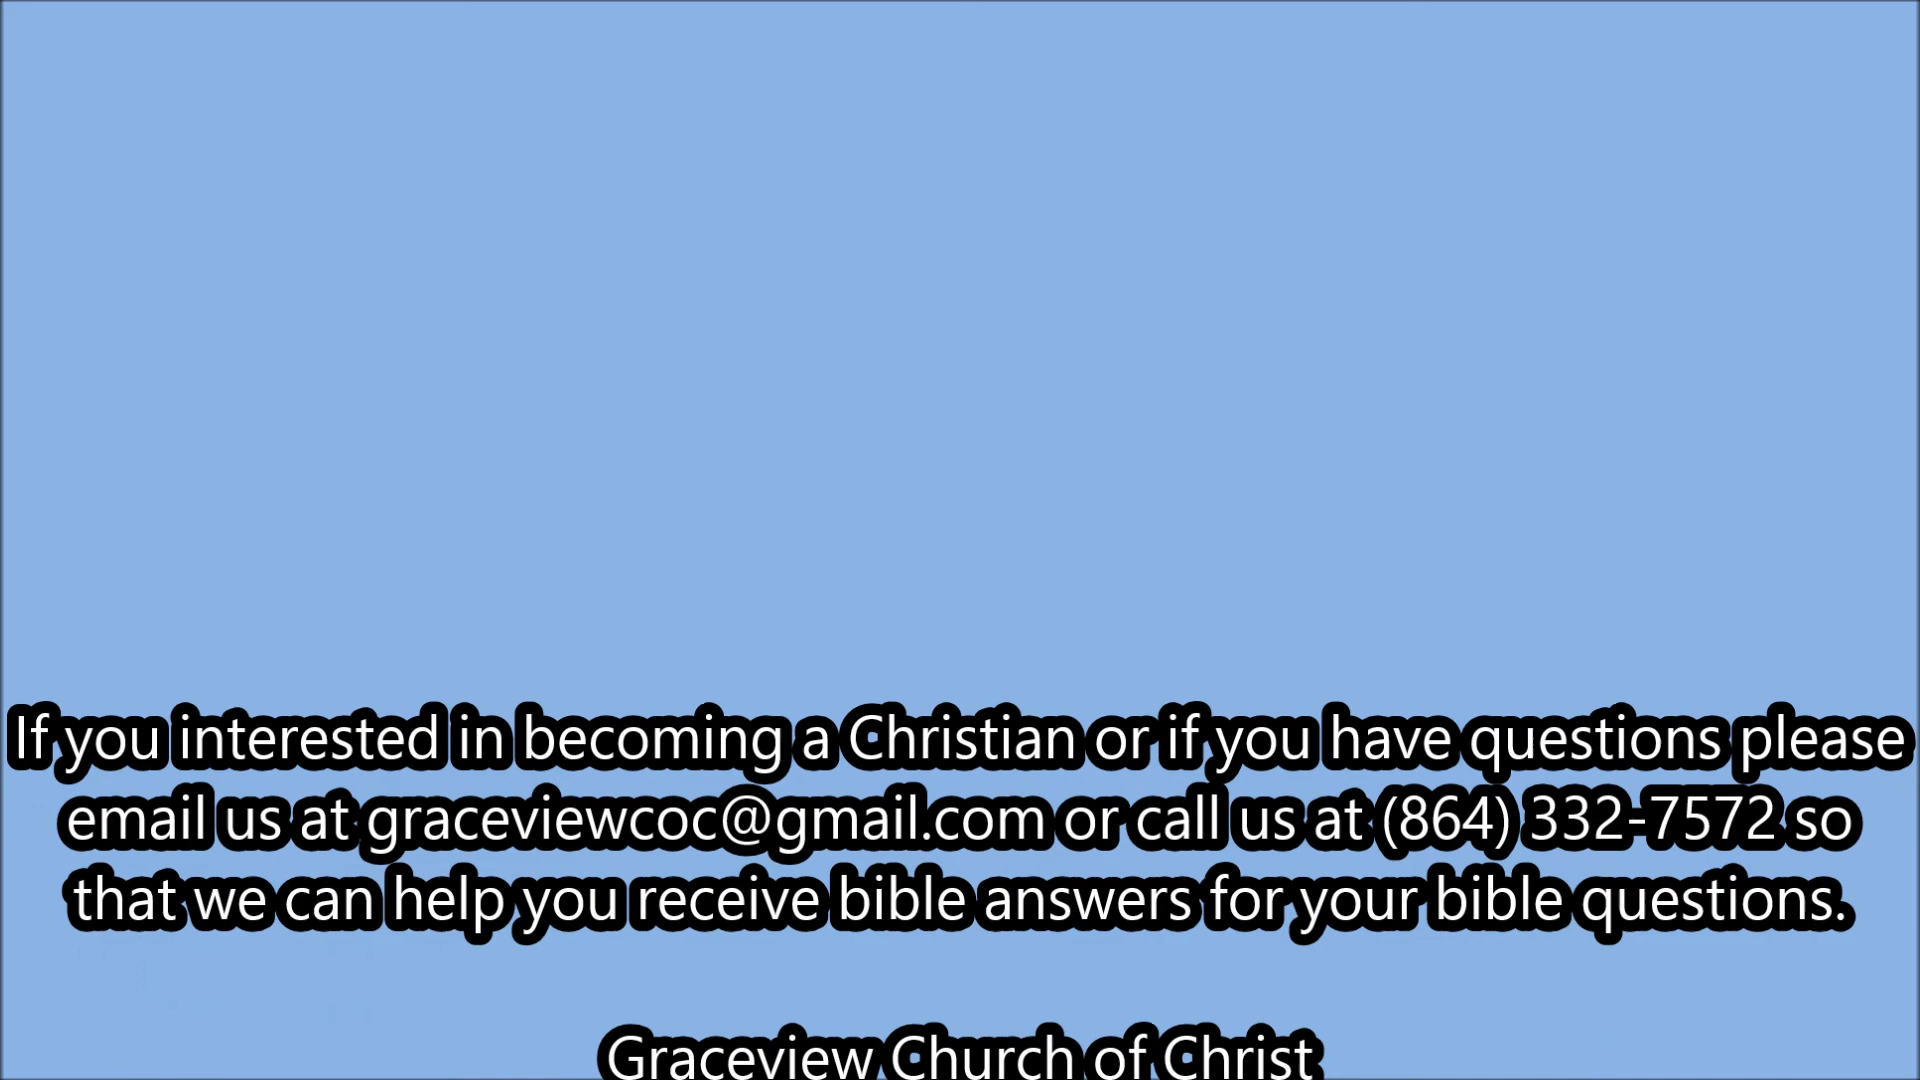 If you interested in becoming a Christian or if you have questions please
email us at graceviewcoc@gmail.com or call us at (864) 332-7572 so
that we can help you receive bible answers for your bible questions.
Graceview Church of Christ